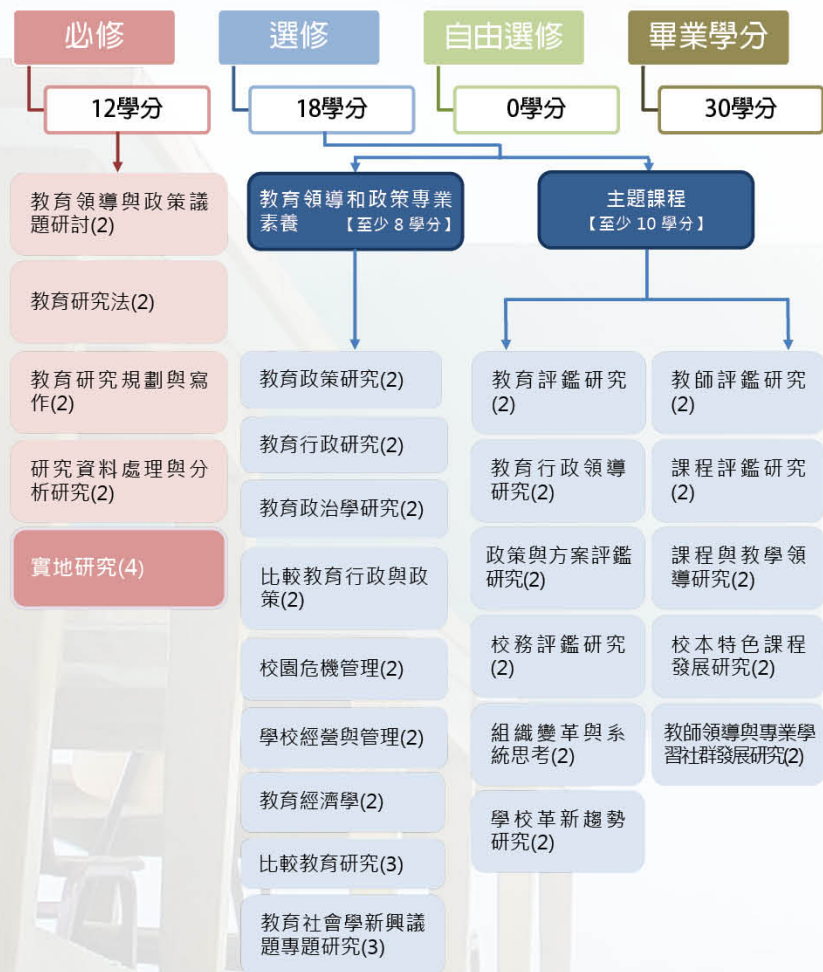 必修
選修
自由選修
畢業學分
12學分
18學分
0學分
30學分
教育領導與政策議
題研討(2)
教育研究法(2)
教育研究規劃與寫
作(2)
研究資料處理與分
析研究(2)
實地研究(4)
教育領導和政策專業
素養 【至少 8 學分】
教育政策研究(2)
教育行政研究(2)
教育政治學研究(2)
比較教育行政與政
策(2)
校園危機管理(2)
學校經營與管理(2)
教育經濟學(2)
比較教育研究(3)
教育社會學新興議
題專題研究(3)
主題課程
【至少 10 學分】
教育評鑑研究
(2)
教育行政領導
研究(2)
政策與方案評鑑
研究(2)
校務評鑑研究
(2)
組織變革與系
統思考(2)
學校革新趨勢
研究(2)
教師評鑑研究
(2)
課程評鑑研究
(2)
課程與教學領
導研究(2)
校本特色課程
發展研究(2)
教師領導與專業學
習社群發展研究(2)